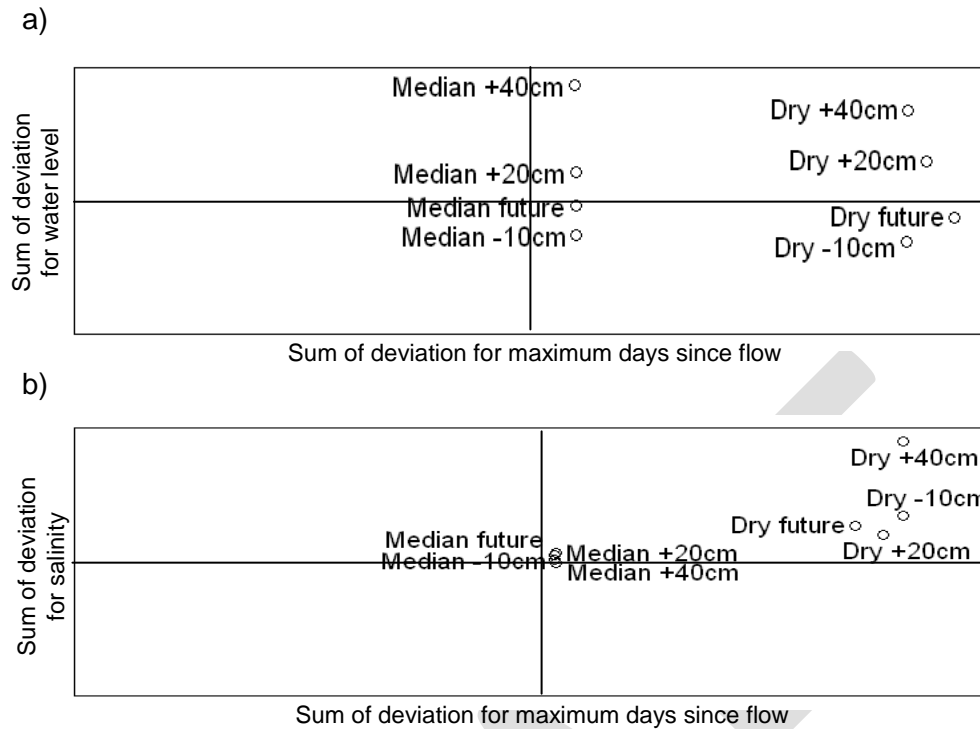 a)
Median +40cm
Dry +40cm
Dry +20cm
Median +20cm
Median future
Dry future
Median -10cm
Dry -10cm
Sum of deviation
for water level
Sum of deviation for maximum days since flow
b)
Dry +40cm
Dry -10cm
Dry future
Median future
Dry +20cm
Median +20cm
Median -10cm
Median +40cm
Sum of deviation
for salinity
Sum of deviation for maximum days since flow